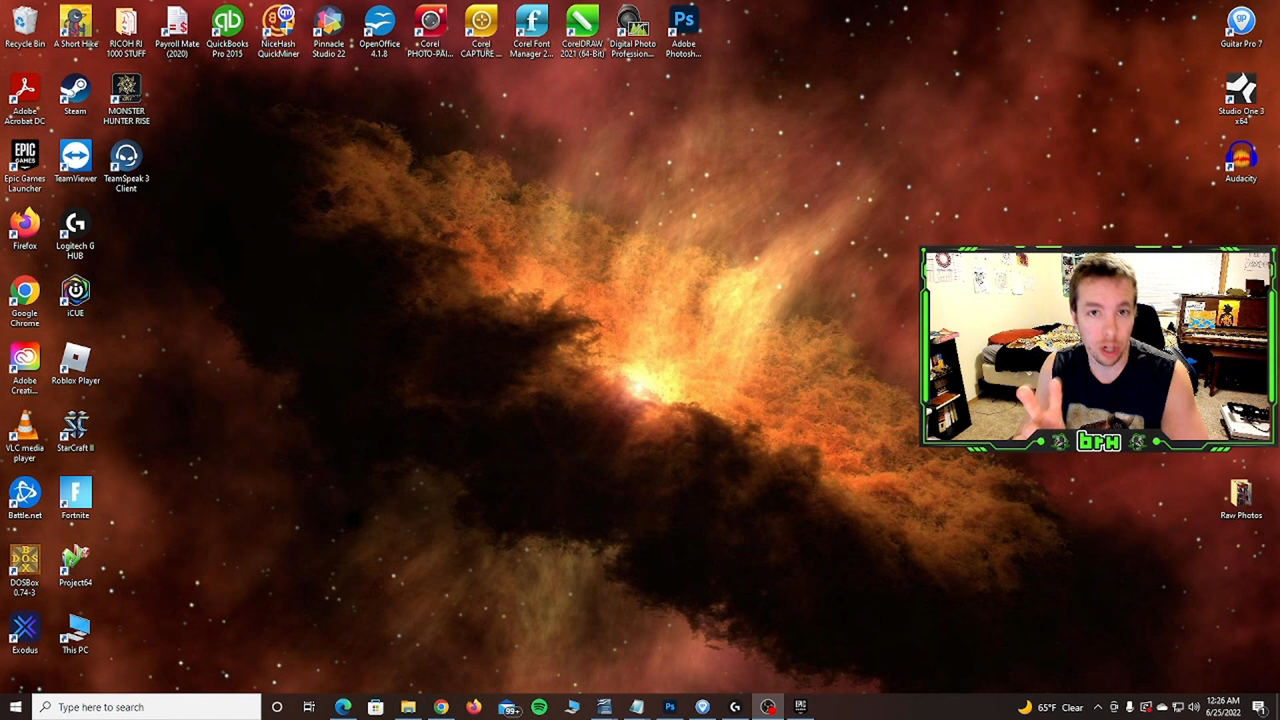 Recycle Bin
A Short Hike
RICOH RI
1000 STUFF
Payroll Mate
(2020)
QuickBooks
Pro 2015
NiceHash
QuickMiner
Pinnacle
Studio 22
OpenOffice
4.1.8
Corel
PHOTO-PAI...
Corel
CAPTURE ...
Corel Font
Manager 2...
CorelDRAW
2021 (64-Bit)
Digital Photo
Profession...
Adobe
Photosh...
Guitar Pro 7
Adobe
Acrobat DC
Steam
MONSTER
HUNTER RISE
Studio One 3
x64
EPIC
GAMES
Epic Games
Launcher
TeamViewer
TeamSpeak 3
Client
Audacity
Firefox
Logitech G
HUB
Google
Chrome
iCUE
Adobe
Creati...
Roblox Player
VLC media
player
StarCraft II
brh
Battle.net
Fortnite
Raw Photos
DOSBox
0.74-3
Project64
Exodus
This PC
Type here to search
99+
65°F Clear
12:26 AM
6/25/2022